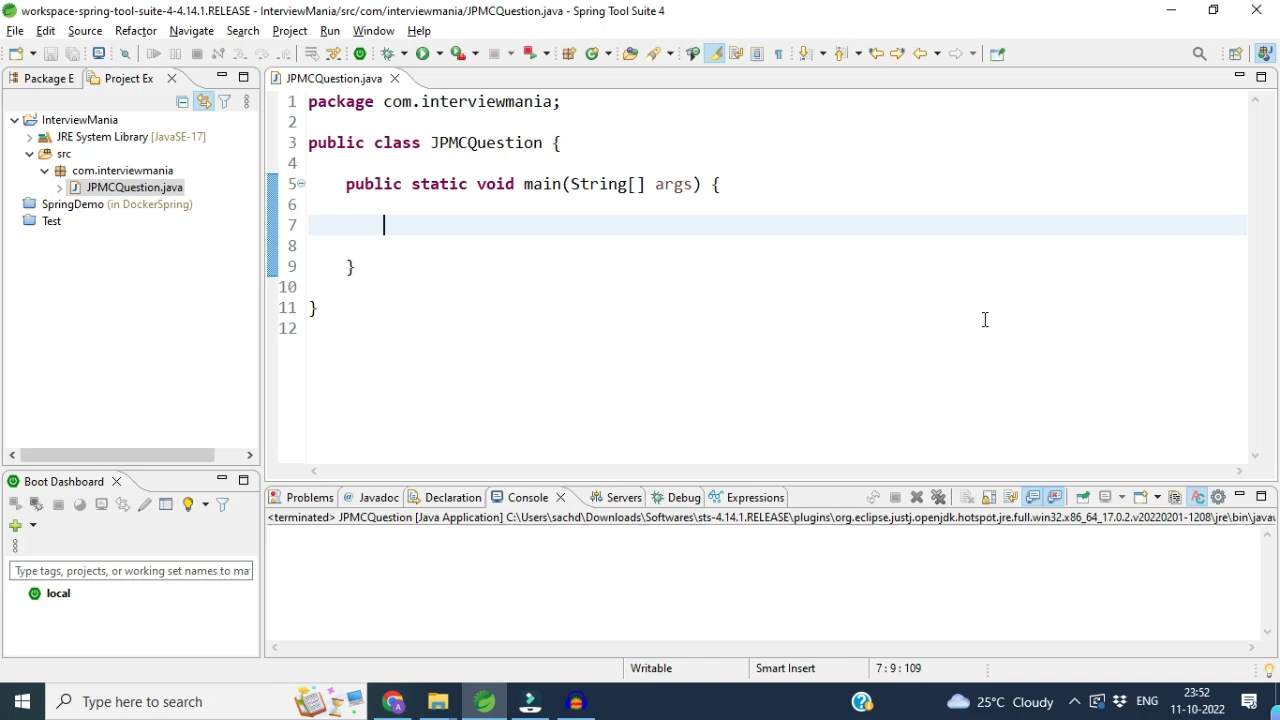 workspace-spring-tool-suite-4-4.14.1.RELEASE - InterviewMania/src/com/interviewmania/JPMCQuestion.java - Spring Tool Suite 4
File Edit Source Refactor Navigate Search Project Run Window Help
Package E Project Ex
JPMCQuestion.java
InterviewMania
JRE System Library [JavaSE-17]
src
com.interviewmania
JPMCQuestion.java
SpringDemo (in DockerSpring)
Test
1 package com.interviewmania;
2
3 public class JPMCQuestion {
4
5 public static void main(String[] args) {
6
7
8
9 }
10
11 }
12
Boot Dashboard
Type tags, projects, or working set names to ma
local
Problems Javadoc Declaration Console Servers Debug Expressions
<terminated> JPMCQuestion [Java Application] C:\Users\sachd\Downloads\Softwares\sts-4.14.1.RELEASE\plugins\org.eclipse.justj.openjdk.hotspot.jre.full.win32.x86_64_17.0.2.v20220201-1208\jre\bin\javaw
Writable Smart Insert 7 : 9 : 109
Type here to search
25°C Cloudy
ENG
23:52
11-10-2022